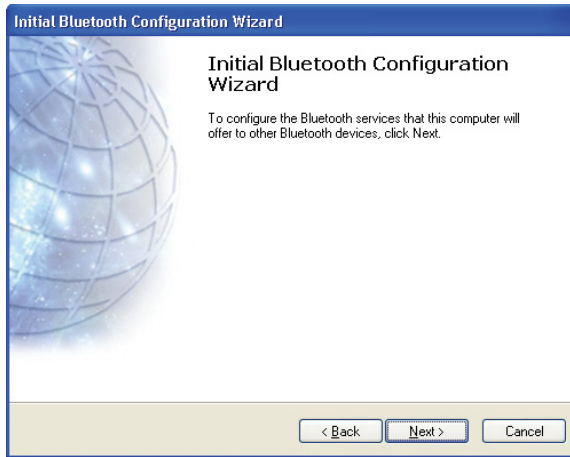 Initial Bluetooth Configuration Wizard
Initial Bluetooth Configuration
Wizard
To configure the Bluetooth services that this computer will
offer to other Bluetooth devices, click Next.
< Back Next > Cancel